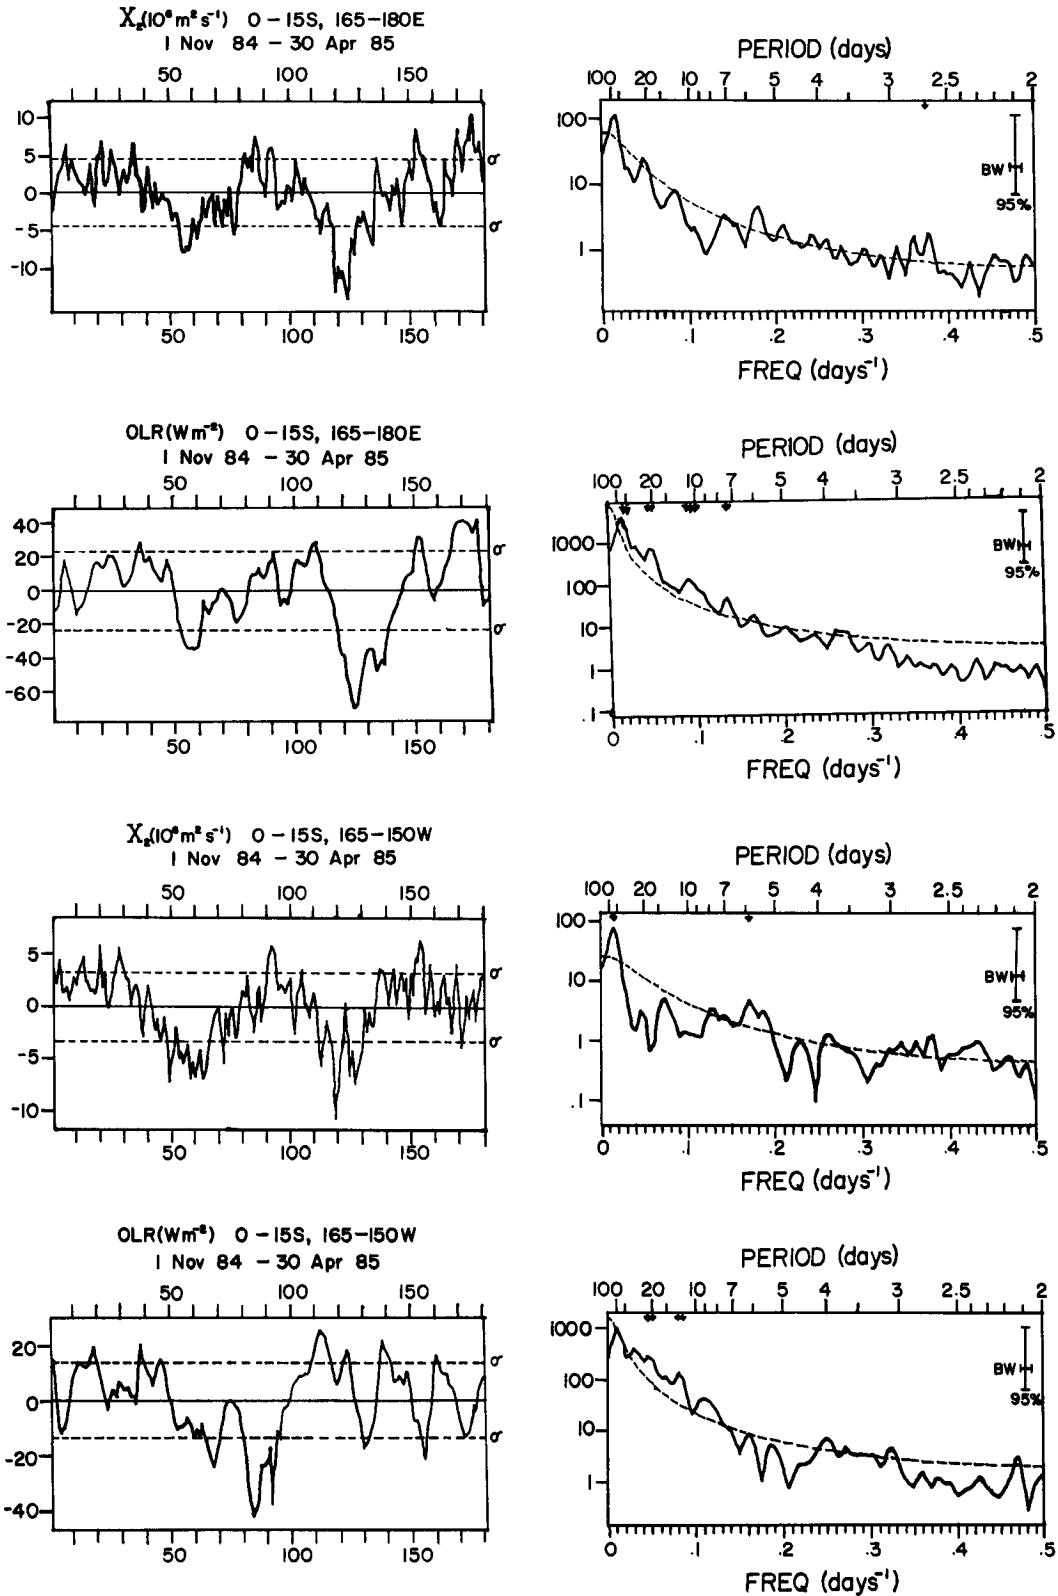 X₂(10⁶m²s⁻¹) 0-15S, 165-180E
1 Nov 84 - 30 Apr 85
50 100 150
10
5
0
-5
-10
σ
σ
50 100 150
PERIOD (days)
100 20 10 7 5 4 3 2.5 2
100
10
1
BW
95%
0 .1 .2 .3 .4 .5
FREQ (days⁻¹)
OLR(Wm⁻²) 0-15S, 165-180E
1 Nov 84 - 30 Apr 85
50 100 150
40
20
0
-20
-40
-60
σ
σ
50 100 150
PERIOD (days)
100 20 10 7 5 4 3 2.5 2
1000
100
10
1
.1
BW
95%
0 .1 .2 .3 .4 .5
FREQ (days⁻¹)
X₂(10⁶m²s⁻¹) 0-15S, 165-150W
1 Nov 84 - 30 Apr 85
50 100 150
5
0
-5
-10
σ
σ
50 100 150
PERIOD (days)
100 20 10 7 5 4 3 2.5 2
100
10
1
.1
BW
95%
0 .1 .2 .3 .4 .5
FREQ (days⁻¹)
OLR(Wm⁻²) 0-15S, 165-150W
1 Nov 84 - 30 Apr 85
50 100 150
20
0
-20
-40
σ
σ
50 100 150
PERIOD (days)
100 20 10 7 5 4 3 2.5 2
1000
100
10
1
BW
95%
0 .1 .2 .3 .4 .5
FREQ (days⁻¹)